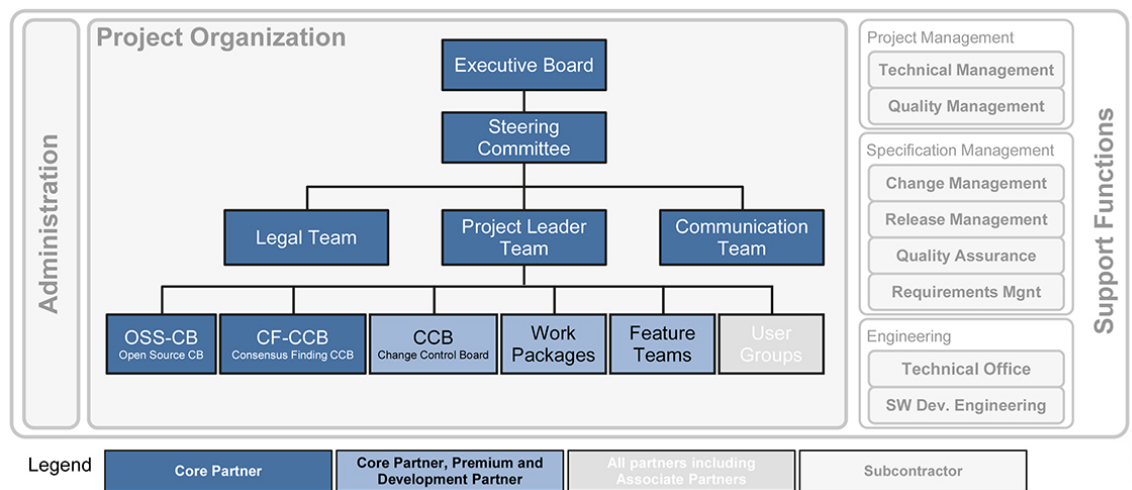 Administration
Project Organization
Executive Board
Steering
Committee
Legal Team
Project Leader
Team
Communication
Team
OSS-CB
Open Source CB
CF-CCB
Consensus Finding CCB
CCB
Change Control Board
Work
Packages
Feature
Teams
User
Groups
Project Management
Technical Management
Quality Management
Specification Management
Change Management
Release Management
Quality Assurance
Requirements Mgnt
Engineering
Technical Office
SW Dev. Engineering
Support Functions
Legend
Core Partner
Core Partner, Premium and
Development Partner
All partners including
Associate Partners
Subcontractor